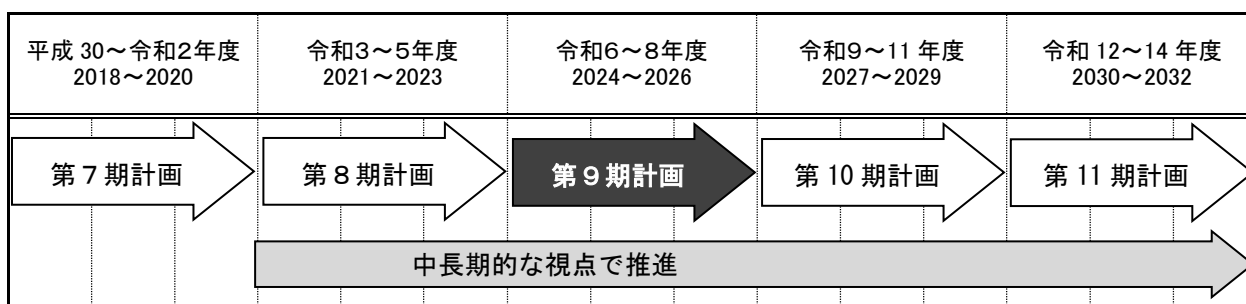 平成 30～令和２年度
2018～2020
令和３～５年度
2021～2023
令和６～８年度
2024～2026
令和９～11 年度
2027～2029
令和 12～14 年度
2030～2032
第７期計画
第８期計画
第９期計画
第 10 期計画
第 11 期計画
中長期的な視点で推進